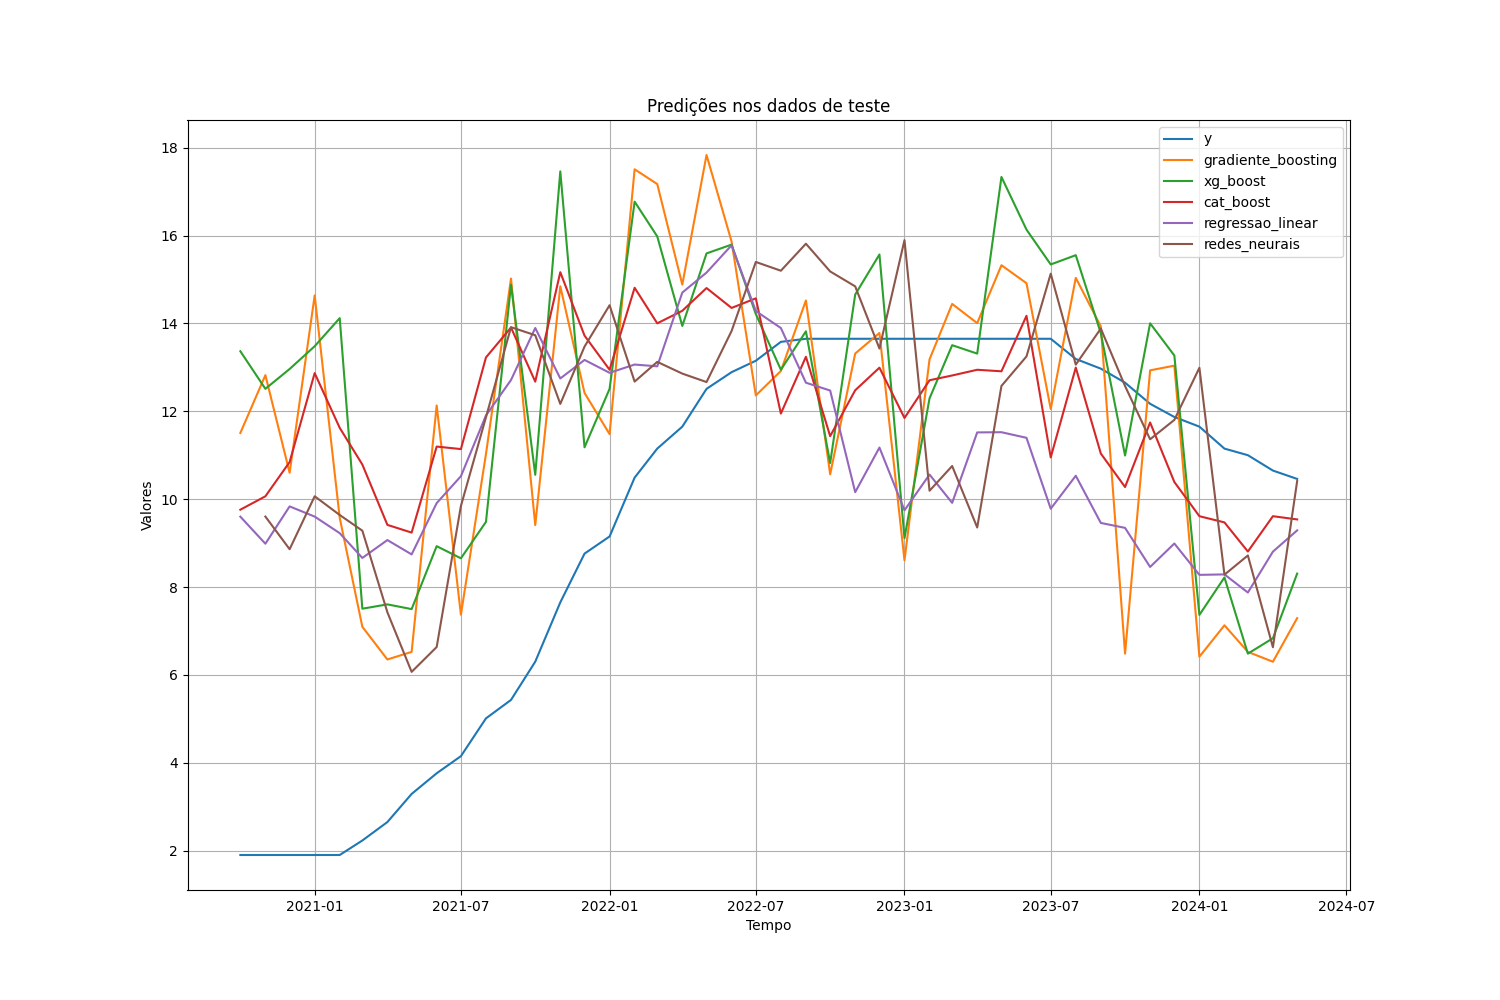 Predições nos dados de teste
y
gradiente_boosting
xg_boost
cat_boost
regressao_linear
redes_neurais
Valores
18
16
14
12
10
8
6
4
2
2021-01
2021-07
2022-01
2022-07
2023-01
2023-07
2024-01
2024-07
Tempo